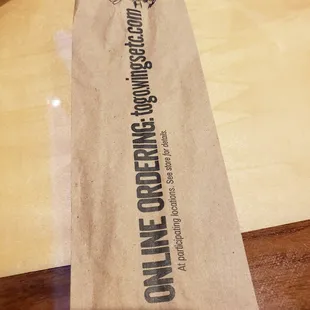 ONLINE ORDERING: togowingsetc.com
At participating locations. See store for details.